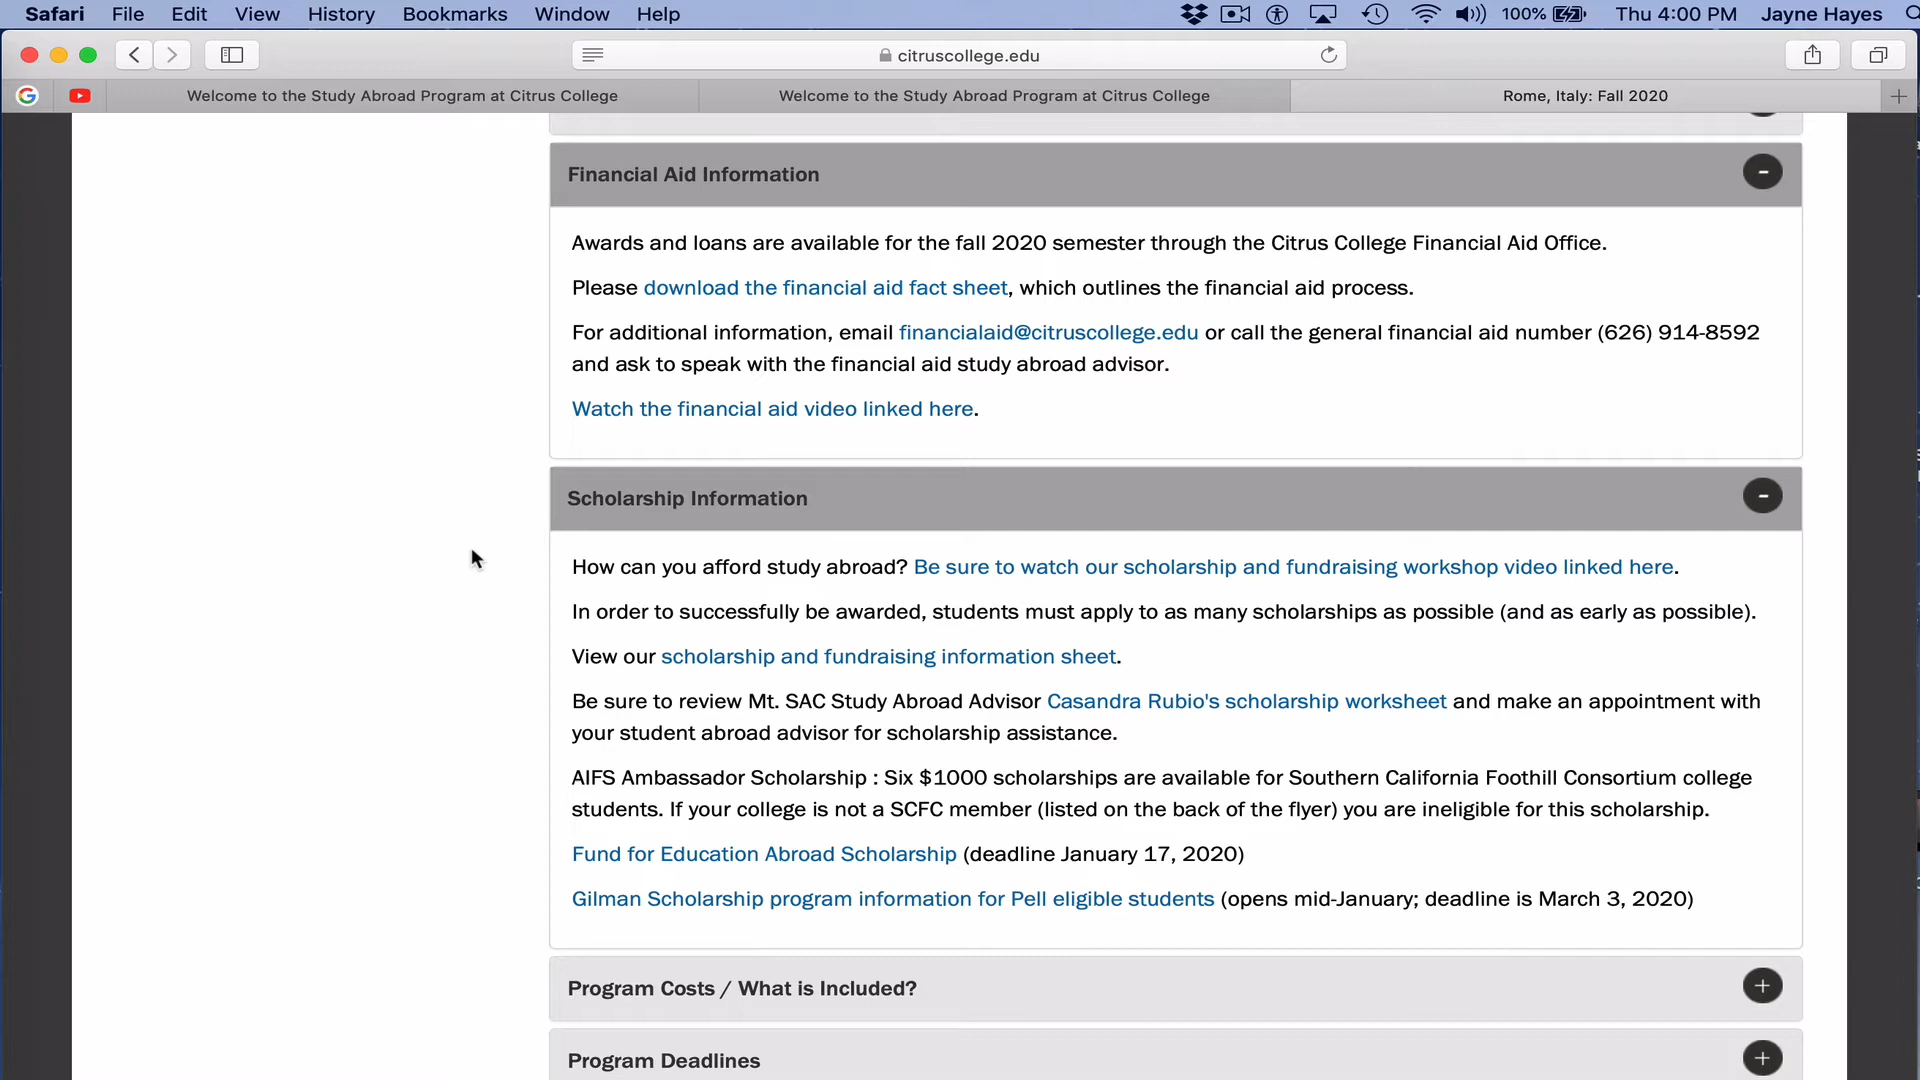 Safari File Edit View History Bookmarks Window Help 100% Thu 4:00 PM Jayne Hayes
citruscollege.edu
Welcome to the Study Abroad Program at Citrus College Welcome to the Study Abroad Program at Citrus College Rome, Italy: Fall 2020
Financial Aid Information
Awards and loans are available for the fall 2020 semester through the Citrus College Financial Aid Office.
Please download the financial aid fact sheet, which outlines the financial aid process.
For additional information, email financialaid@citruscollege.edu or call the general financial aid number (626) 914-8592
and ask to speak with the financial aid study abroad advisor.
Watch the financial aid video linked here.
Scholarship Information
How can you afford study abroad? Be sure to watch our scholarship and fundraising workshop video linked here.
In order to successfully be awarded, students must apply to as many scholarships as possible (and as early as possible).
View our scholarship and fundraising information sheet.
Be sure to review Mt. SAC Study Abroad Advisor Casandra Rubio's scholarship worksheet and make an appointment with
your student abroad advisor for scholarship assistance.
AIFS Ambassador Scholarship : Six $1000 scholarships are available for Southern California Foothill Consortium college
students. If your college is not a SCFC member (listed on the back of the flyer) you are ineligible for this scholarship.
Fund for Education Abroad Scholarship (deadline January 17, 2020)
Gilman Scholarship program information for Pell eligible students (opens mid-January; deadline is March 3, 2020)
Program Costs / What is Included?
Program Deadlines